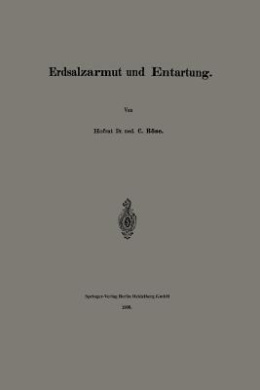 Erdsalzarmut und Entartung.
Von
Hofrat Dr. med. C. Röse.
Springer-Verlag Berlin Heidelberg GmbH